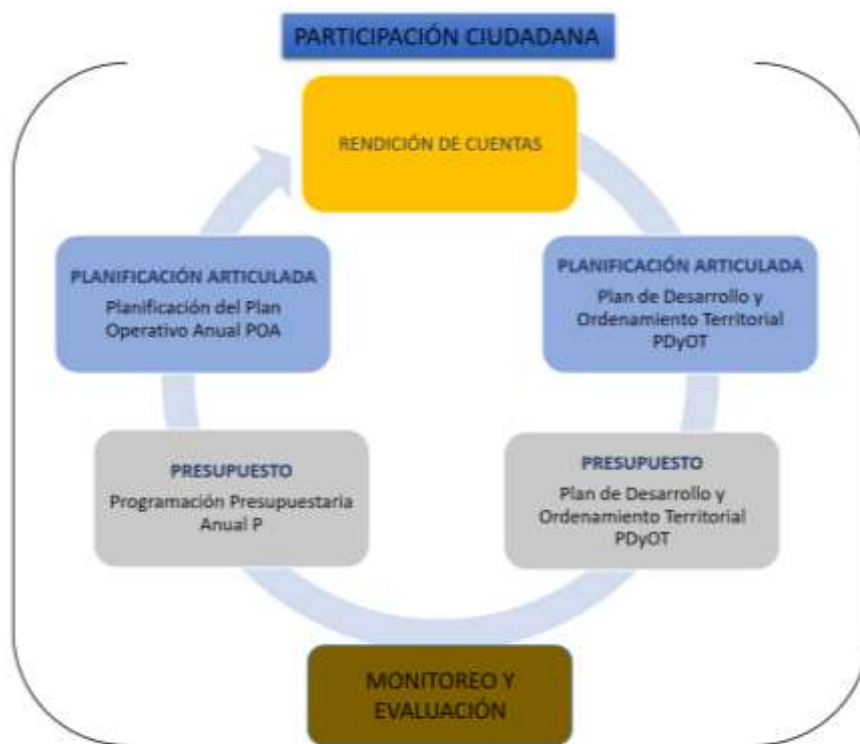 PARTICIPACIÓN CIUDADANA
RENDICIÓN DE CUENTAS
PLANIFICACIÓN ARTICULADA
Plan de Desarrollo y
Ordenamiento Territorial
PDyOT
PRESUPUESTO
Plan de Desarrollo y
Ordenamiento Territorial
PDyOT
MONITOREO Y
EVALUACIÓN
PRESUPUESTO
Programación Presupuestaria
Anual P
PLANIFICACIÓN ARTICULADA
Planificación del Plan
Operativo Anual POA